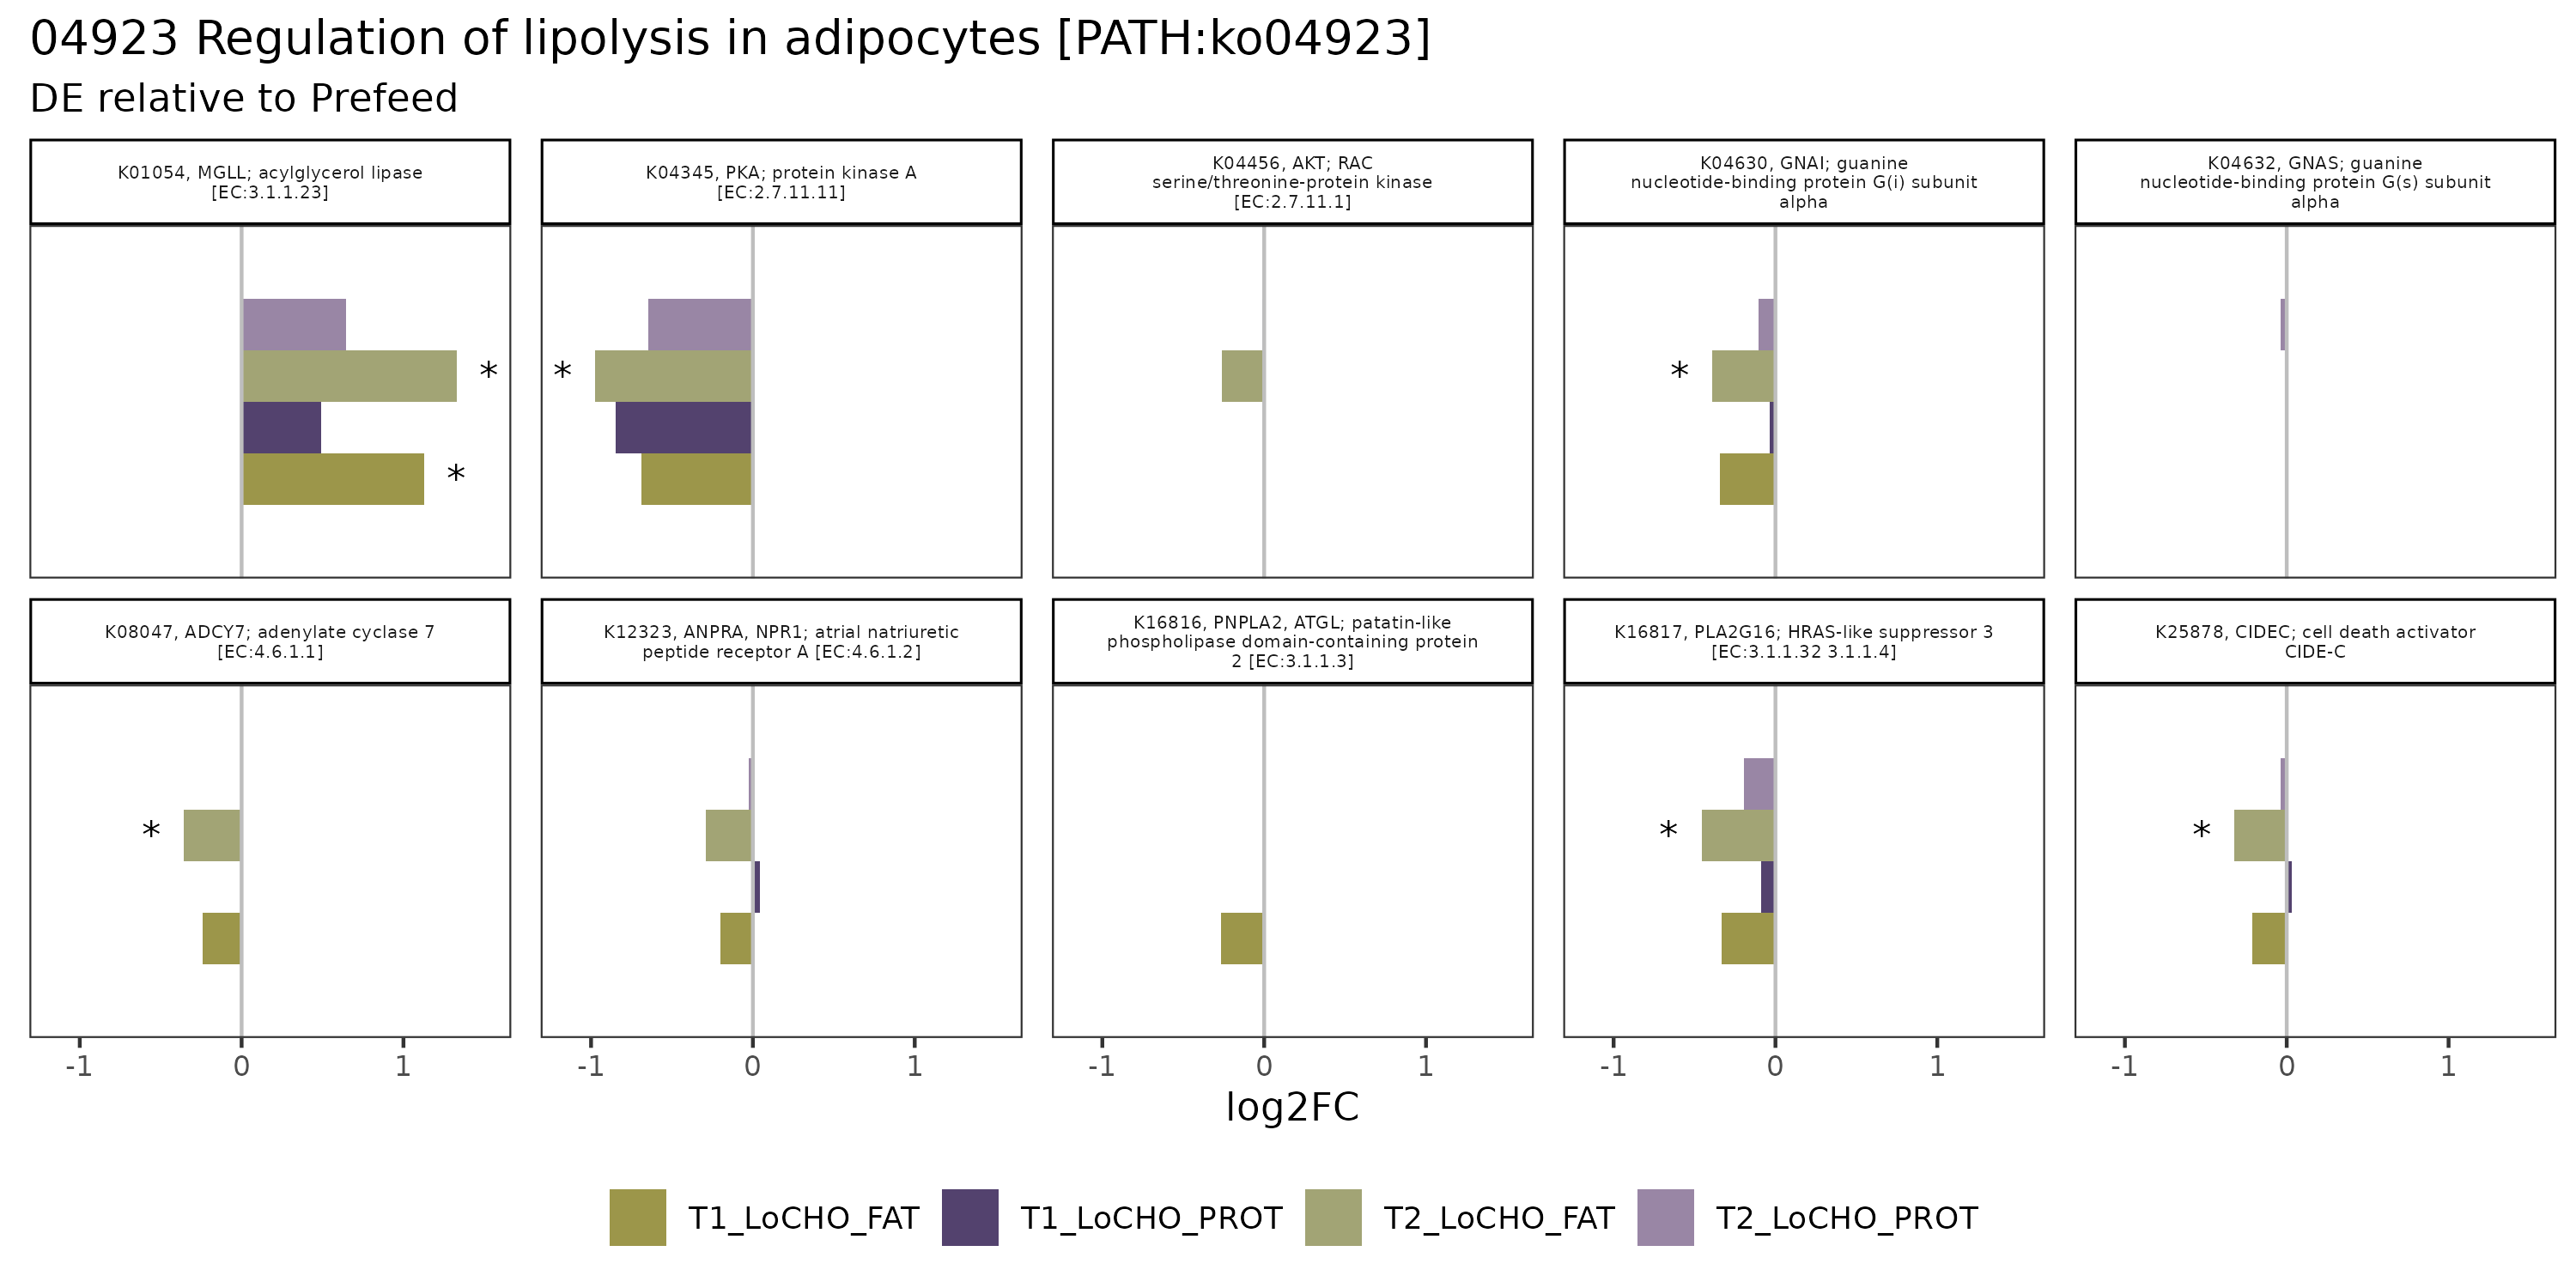 04923 Regulation of lipolysis in adipocytes [PATH:ko04923]
DE relative to Prefeed
K01054, MGLL; acylglycerol lipase
[EC:3.1.1.23]
K04345, PKA; protein kinase A
[EC:2.7.11.11]
K04456, AKT; RAC
serine/threonine-protein kinase
[EC:2.7.11.1]
K04630, GNAI; guanine
nucleotide-binding protein G(i) subunit
alpha
K04632, GNAS; guanine
nucleotide-binding protein G(s) subunit
alpha
*
*
*
*
K08047, ADCY7; adenylate cyclase 7
[EC:4.6.1.1]
K12323, ANPRA, NPR1; atrial natriuretic
peptide receptor A [EC:4.6.1.2]
K16816, PNPLA2, ATGL; patatin-like
phospholipase domain-containing protein
2 [EC:3.1.1.3]
K16817, PLA2G16; HRAS-like suppressor 3
[EC:3.1.1.32 3.1.1.4]
K25878, CIDEC; cell death activator
CIDE-C
*
*
*
-1 0 1 -1 0 1 -1 0 1 -1 0 1 -1 0 1
log2FC
T1_LoCHO_FAT T1_LoCHO_PROT T2_LoCHO_FAT T2_LoCHO_PROT